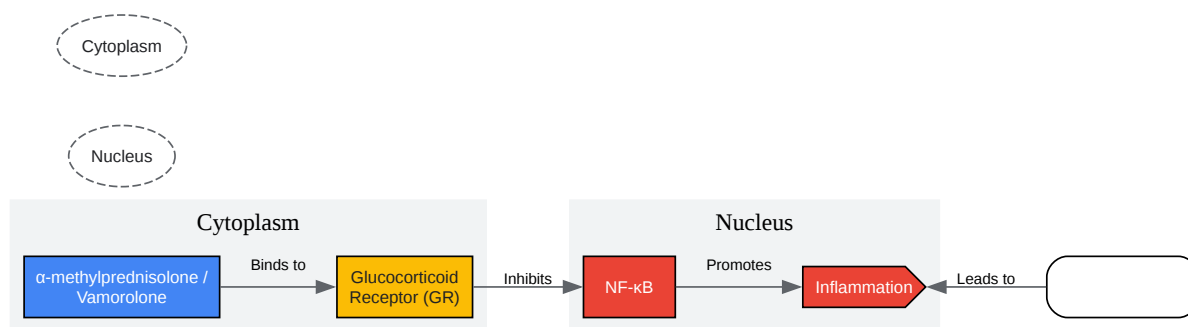 Cytoplasm
Nucleus
Cytoplasm
Nucleus
α-methylprednisolone /
Vamorolone
Binds to
Glucocorticoid
Receptor (GR)
Inhibits
NF-κB
Promotes
Inflammation
Leads to